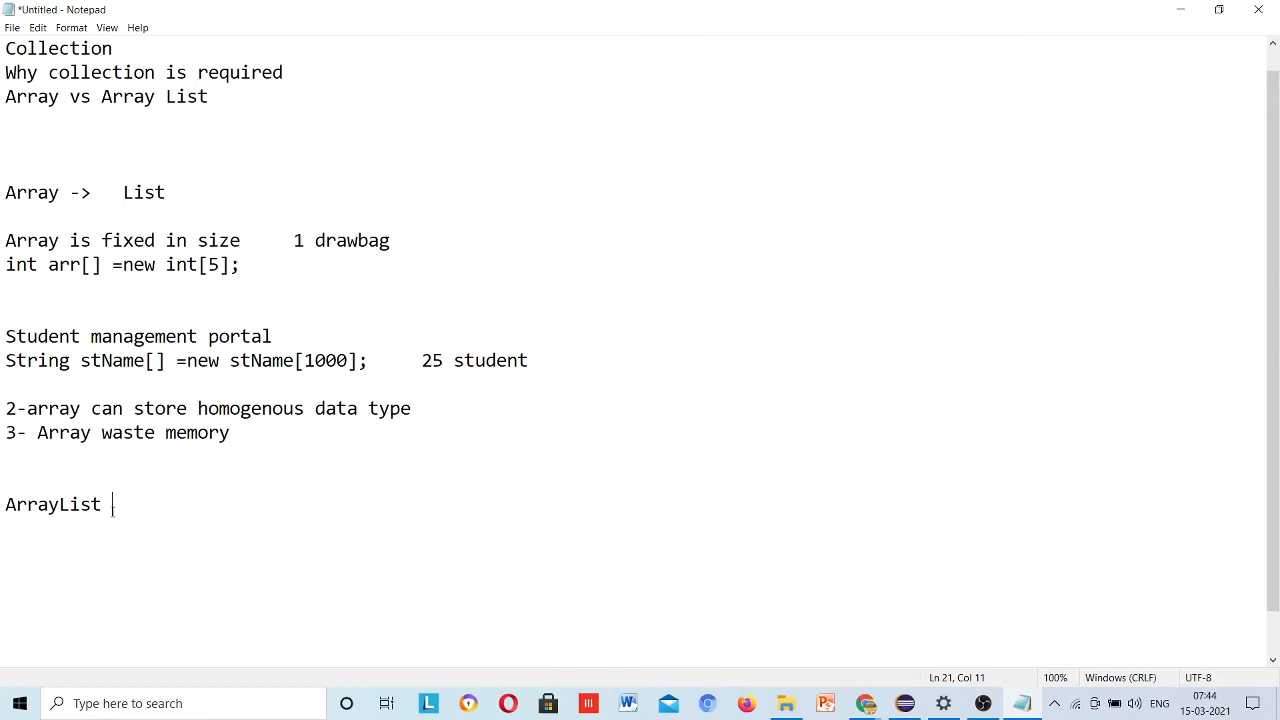 *Untitled - Notepad
File Edit Format View Help
Collection
Why collection is required
Array vs Array List
Array -> List
Array is fixed in size 1 drawbag
int arr[] =new int[5];
Student management portal
String stName[] =new stName[1000]; 25 student
2-array can store homogenous data type
3- Array waste memory
ArrayList
Ln 21, Col 11 100% Windows (CRLF) UTF-8
Type here to search
ENG
07:44
15-03-2021